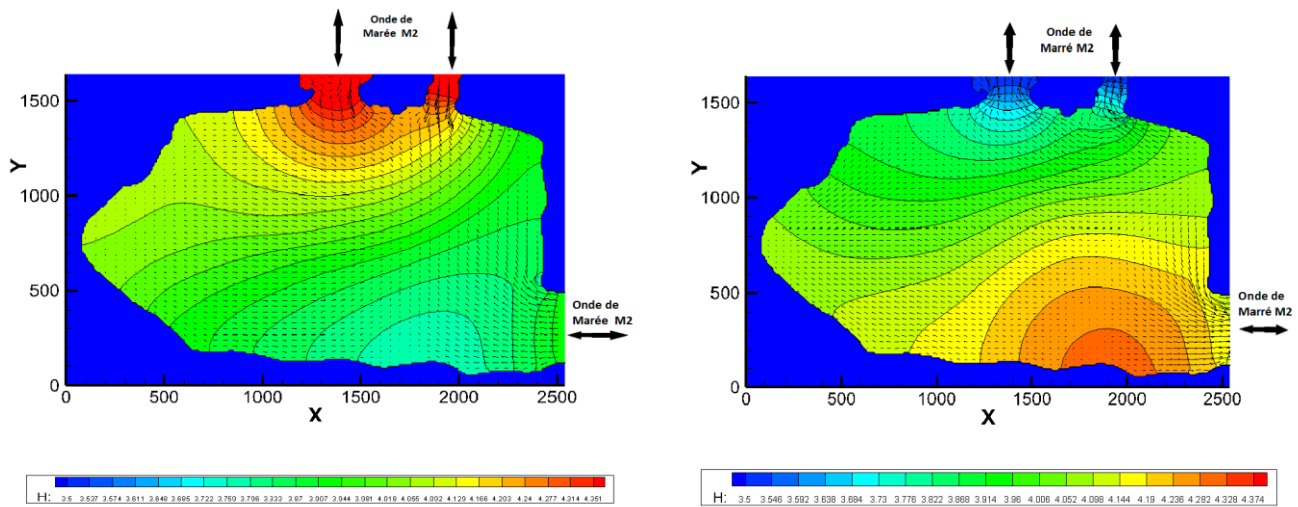 Onde de
Marée M2
1500
1000
500
0
Y
0 500 1000 1500 2000 2500
X
Onde de
Marée M2
H: 3.5 3.537 3.574 3.611 3.648 3.685 3.722 3.759 3.796 3.833 3.87 3.907 3.944 3.981 4.018 4.055 4.092 4.129 4.166 4.203 4.24 4.277 4.314 4.351
Onde de
Marré M2
1500
1000
500
0
Y
0 500 1000 1500 2000 2500
X
Onde de
Marré M2
H: 3.5 3.546 3.592 3.638 3.684 3.73 3.776 3.822 3.868 3.914 3.96 4.006 4.052 4.098 4.144 4.19 4.236 4.282 4.328 4.374